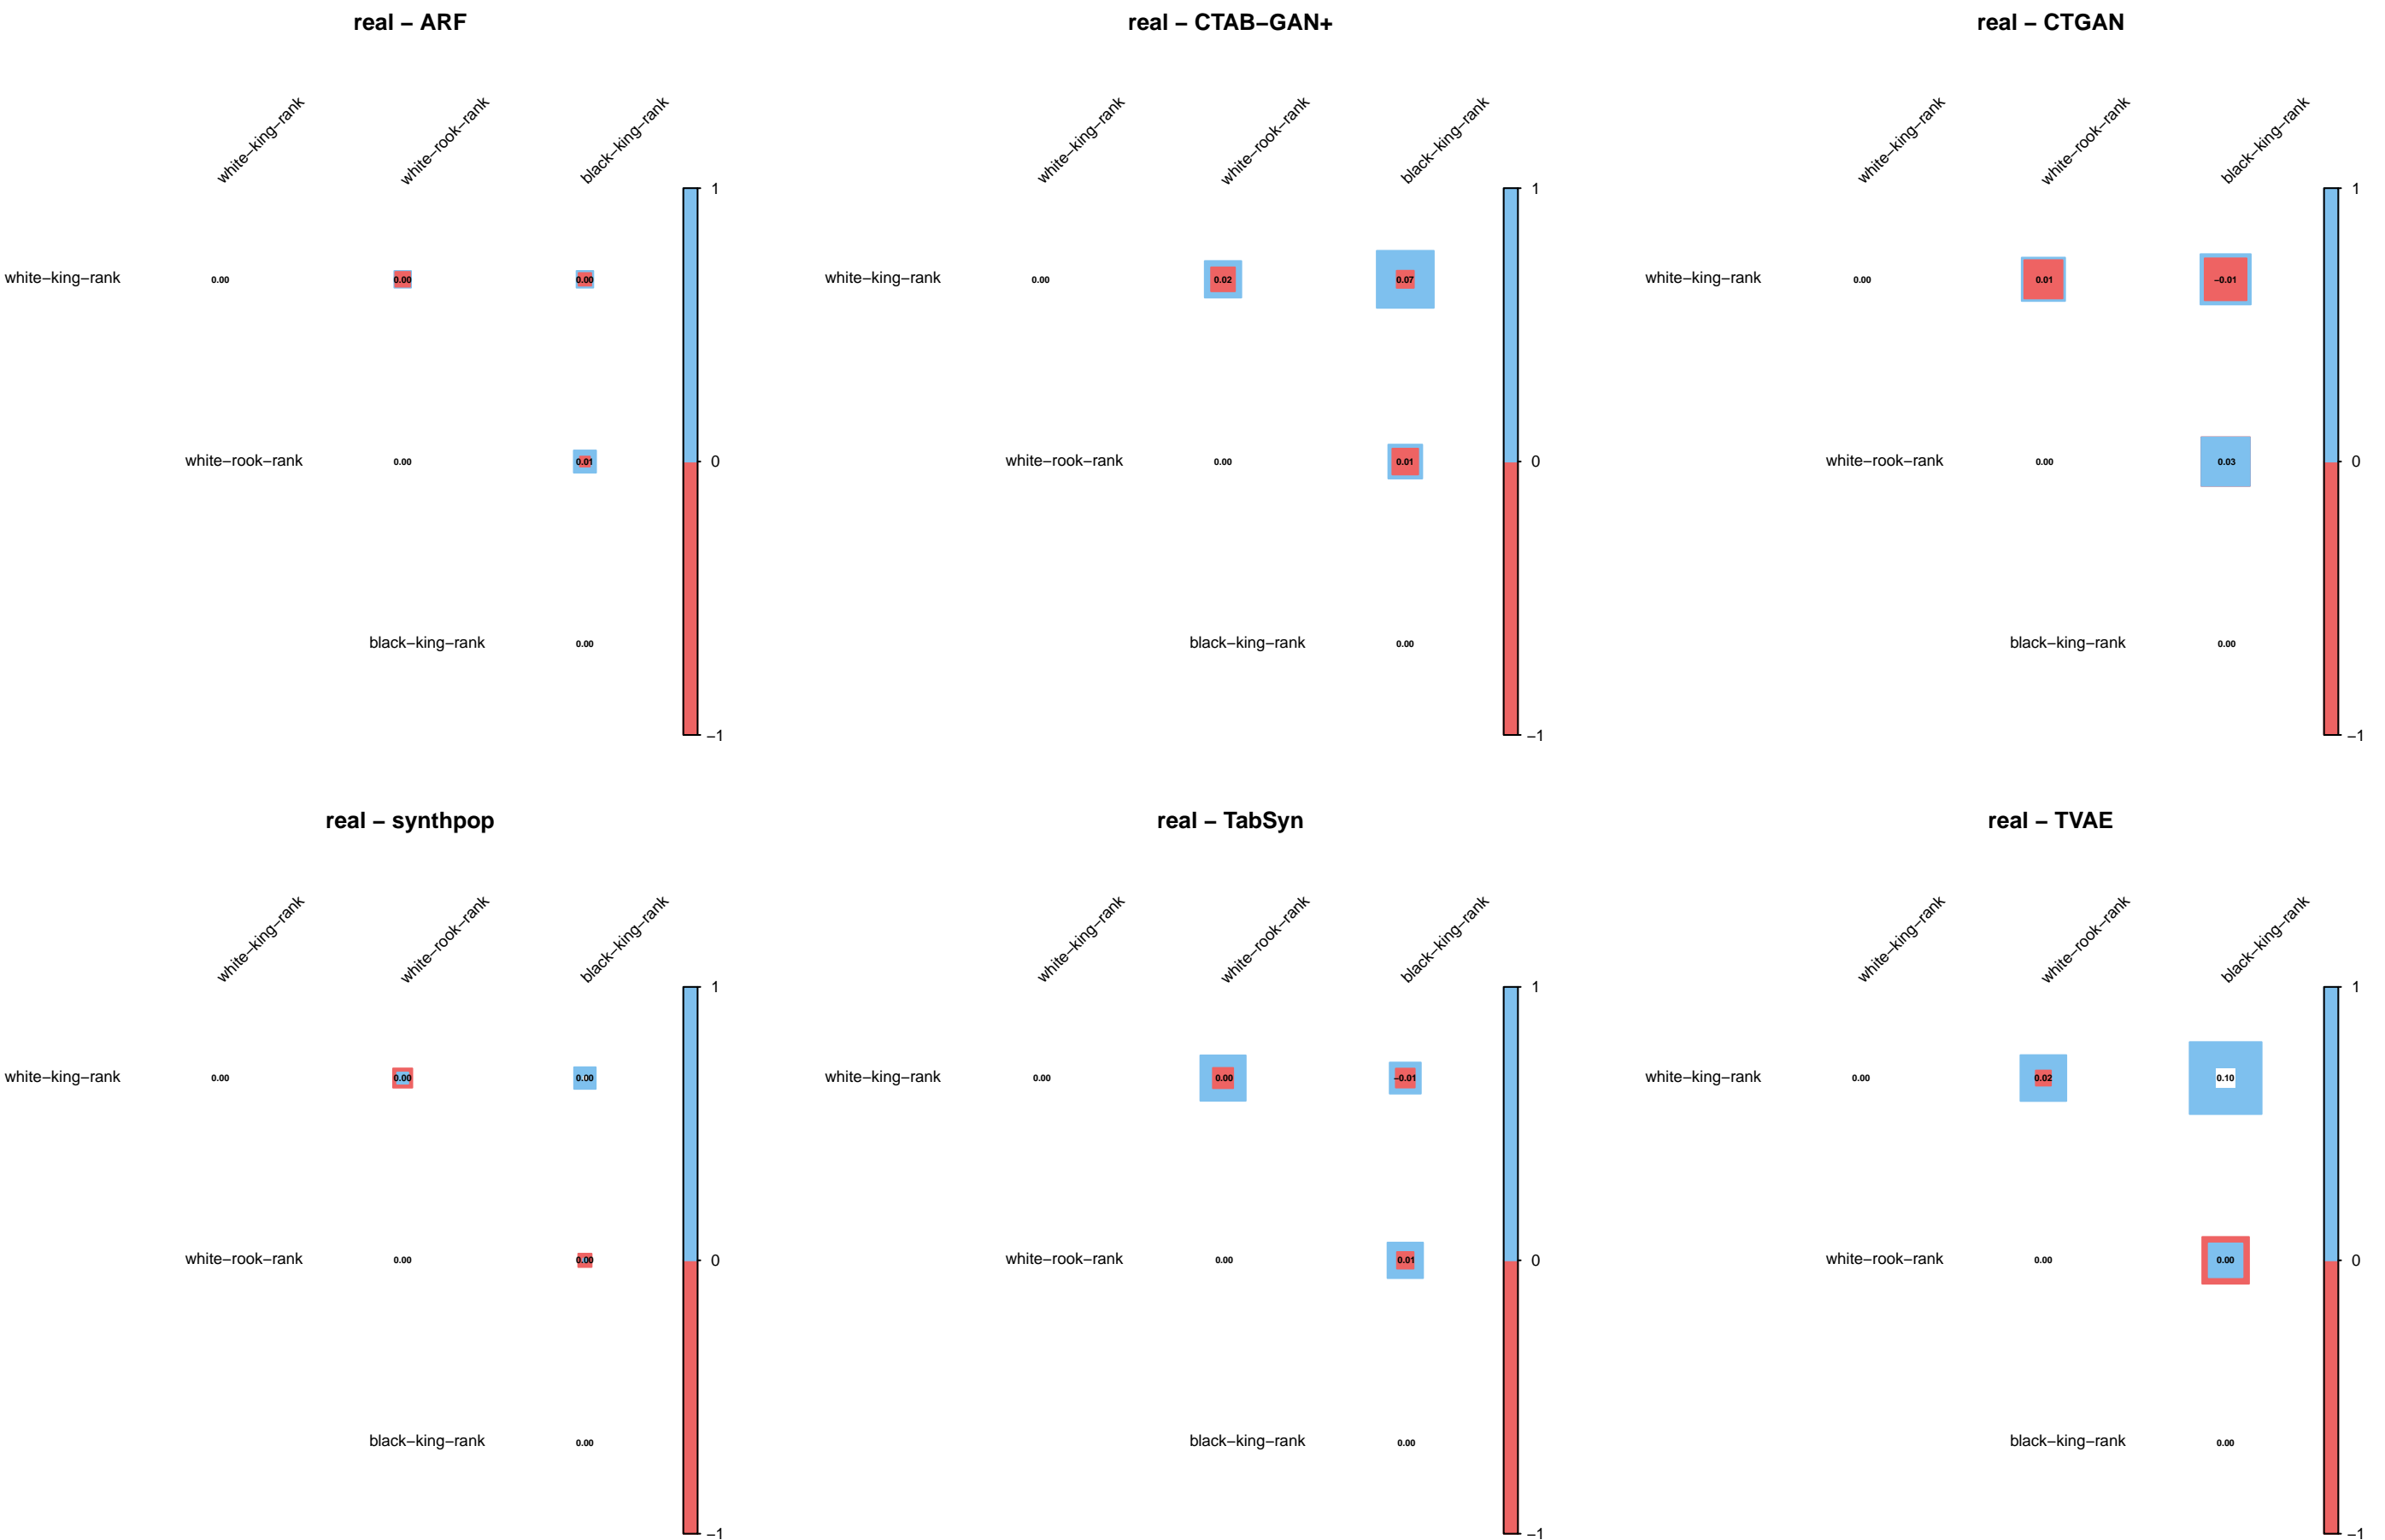 real – ARF
real – CTAB–GAN+
real – CTGAN
white–king–rank
white–rook–rank
black–king–rank
white–king–rank
white–rook–rank
black–king–rank
white–king–rank
white–rook–rank
black–king–rank
1
1
1
white–king–rank 0.00 0.00 0.00
white–king–rank 0.00 0.02 0.07
white–king–rank 0.00 0.01 –0.01
white–rook–rank 0.00 0.01 0
white–rook–rank 0.00 0.01 0
white–rook–rank 0.00 0.03 0
black–king–rank 0.00
black–king–rank 0.00
black–king–rank 0.00
–1
–1
–1
real – synthpop
real – TabSyn
real – TVAE
white–king–rank
white–rook–rank
black–king–rank
white–king–rank
white–rook–rank
black–king–rank
white–king–rank
white–rook–rank
black–king–rank
1
1
1
white–king–rank 0.00 0.00 0.00
white–king–rank 0.00 0.00 –0.01
white–king–rank 0.00 0.02 0.10
white–rook–rank 0.00 0.00 0
white–rook–rank 0.00 0.01 0
white–rook–rank 0.00 0.00 0
black–king–rank 0.00
black–king–rank 0.00
black–king–rank 0.00
–1
–1
–1